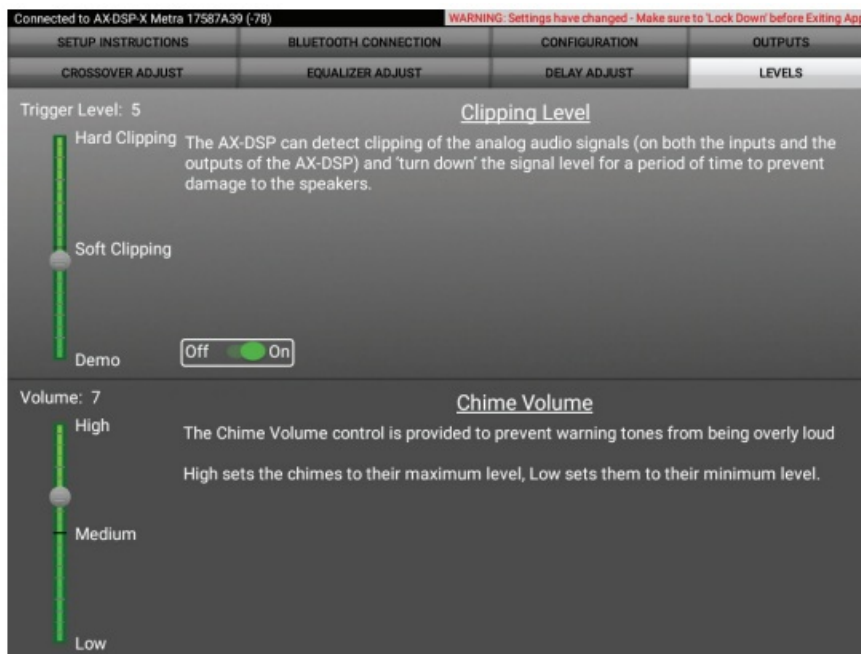 Connected to AX-DSP-X Metra 17587A39 (-78) WARNING: Settings have changed - Make sure to 'Lock Down' before Exiting App
SETUP INSTRUCTIONS BLUETOOTH CONNECTION CONFIGURATION OUTPUTS
CROSSOVER ADJUST EQUALIZER ADJUST DELAY ADJUST LEVELS
Trigger Level: 5
Clipping Level
Hard Clipping
The AX-DSP can detect clipping of the analog audio signals (on both the inputs and the
outputs of the AX-DSP) and 'turn down' the signal level for a period of time to prevent
damage to the speakers.
Soft Clipping
Off On
Demo
Volume: 7
Chime Volume
High
The Chime Volume control is provided to prevent warning tones from being overly loud
High sets the chimes to their maximum level, Low sets them to their minimum level.
Medium
Low